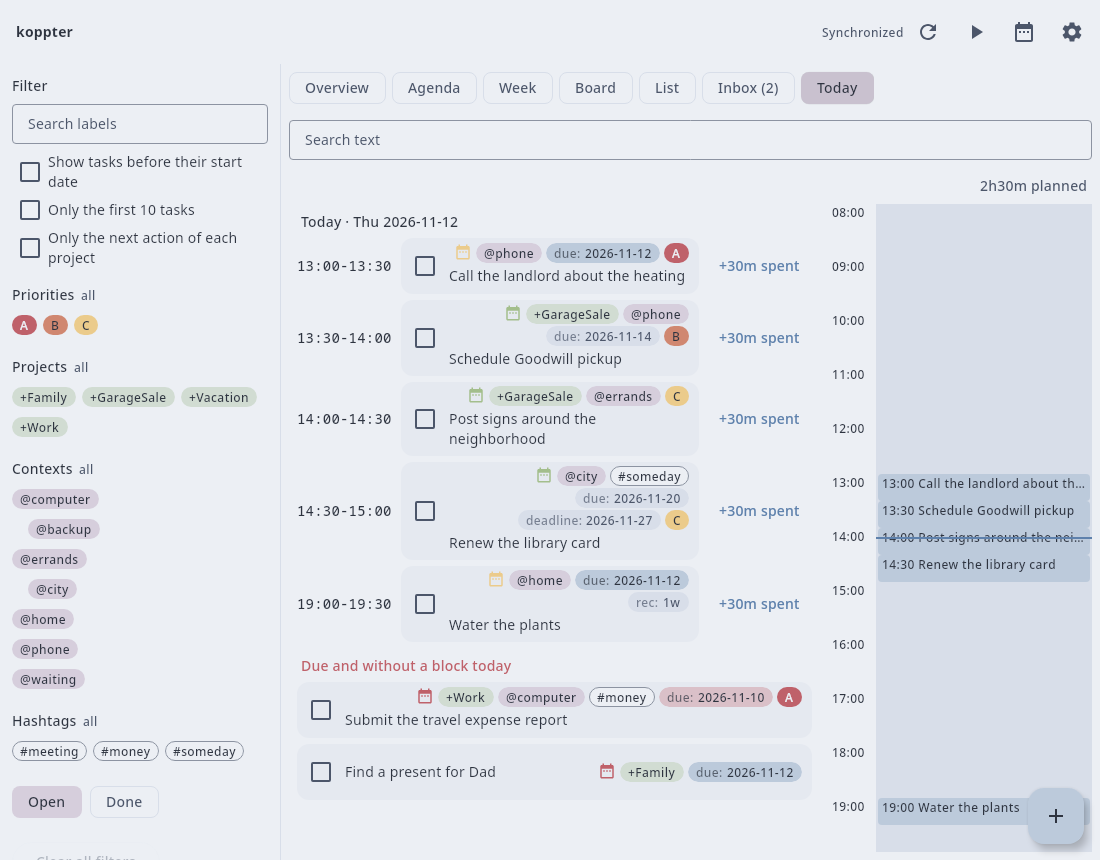 koppter
Synchronized
Filter
Search labels
Show tasks before their start
date
Only the first 10 tasks
Only the next action of each
project
Priorities all
A B C
Projects all
+Family +GarageSale +Vacation
+Work
Contexts all
@computer
@backup
@errands
@city
@home
@phone
@waiting
Hashtags all
#meeting #money #someday
Open Done
Clear all filters
Overview Agenda Week Board List Inbox (2) Today
Search text
2h30m planned
Today · Thu 2026-11-12
@phone due: 2026-11-12 A
13:00-13:30 Call the landlord about the heating +30m spent
+GarageSale @phone
due: 2026-11-14 B
13:30-14:00 Schedule Goodwill pickup +30m spent
+GarageSale @errands C
14:00-14:30 Post signs around the +30m spent
neighborhood
@city #someday
due: 2026-11-20
deadline: 2026-11-27 C
14:30-15:00 Renew the library card +30m spent
@home due: 2026-11-12
rec: 1w
19:00-19:30 Water the plants +30m spent
Due and without a block today
+Work @computer #money due: 2026-11-10 A
Submit the travel expense report
Find a present for Dad +Family due: 2026-11-12
08:00
09:00
10:00
11:00
12:00
13:00 13:00 Call the landlord about th...
13:30 Schedule Goodwill pickup
14:00 14:00 Post signs around the nei...
14:30 Renew the library card
15:00
16:00
17:00
18:00
19:00 19:00 Water the plants